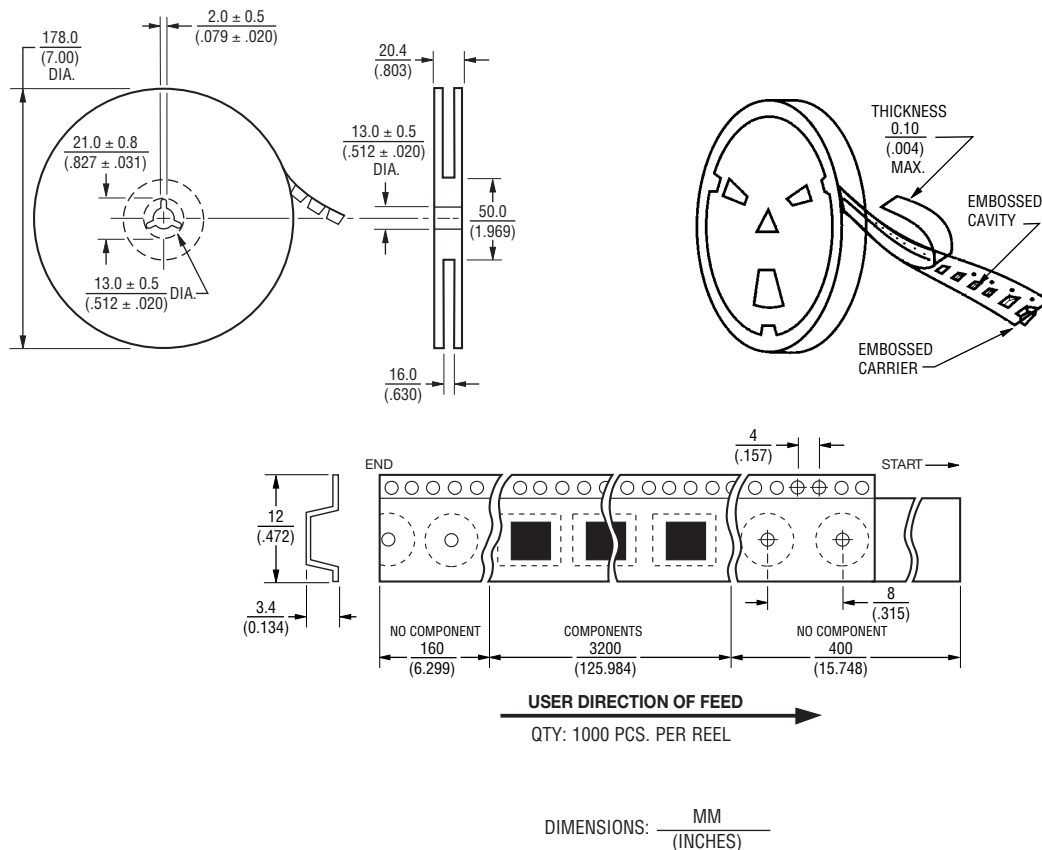 2.0 ± 0.5
(.079 ± .020)
178.0
(7.00)
DIA.
20.4
(.803)
21.0 ± 0.8
(.827 ± .031)
13.0 ± 0.5
(.512 ± .020)
DIA.
50.0
(1.969)
13.0 ± 0.5
(.512 ± .020)
DIA.
16.0
(.630)
THICKNESS
0.10
(.004)
MAX.
EMBOSSED
CAVITY
EMBOSSED
CARRIER
END
4
(.157)
START
12
(.472)
3.4
(0.134)
8
(.315)
NO COMPONENT
160
(6.299)
COMPONENTS
3200
(125.984)
NO COMPONENT
400
(15.748)
USER DIRECTION OF FEED
QTY: 1000 PCS. PER REEL
DIMENSIONS: MM
(INCHES)